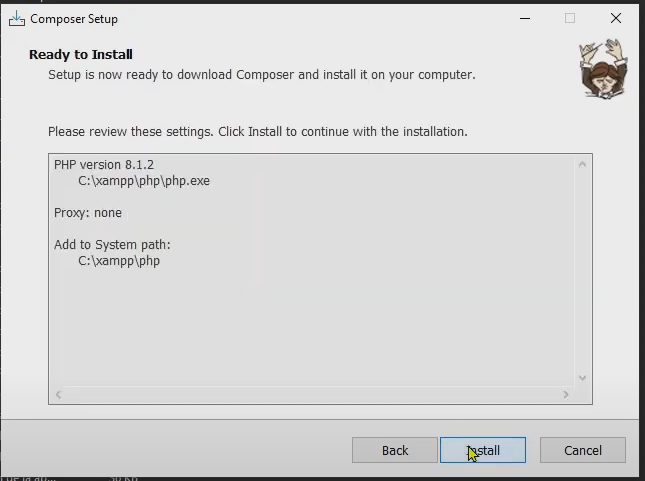 Composer Setup
Ready to Install
Setup is now ready to download Composer and install it on your computer.
Please review these settings. Click Install to continue with the installation.
PHP version 8.1.2
C:\xampp\php\php.exe
Proxy: none
Add to System path:
C:\xampp\php
Back
Install
Cancel